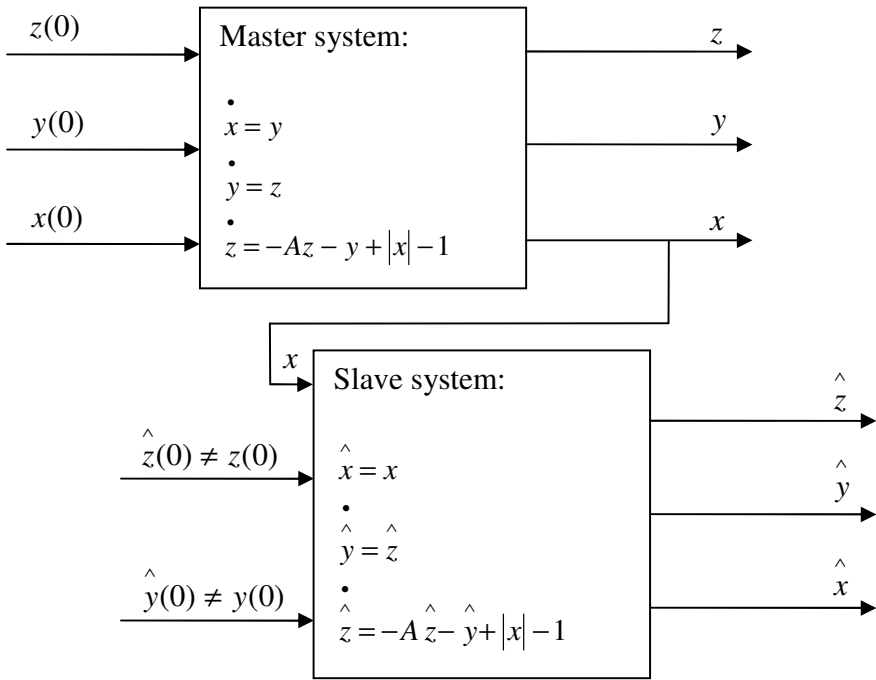 z(0)
Master system:
z
ẋ = y
y(0)
y
ẏ = z
x(0)
x
ż = −Az − y + |x| − 1
x
Slave system:
ẑ
ẑ(0) ≠ z(0)
x̂ = x
ŷ
ŷ̇ = ẑ
ŷ(0) ≠ y(0)
x̂
ẑ̇ = −A ẑ − ŷ + |x| − 1